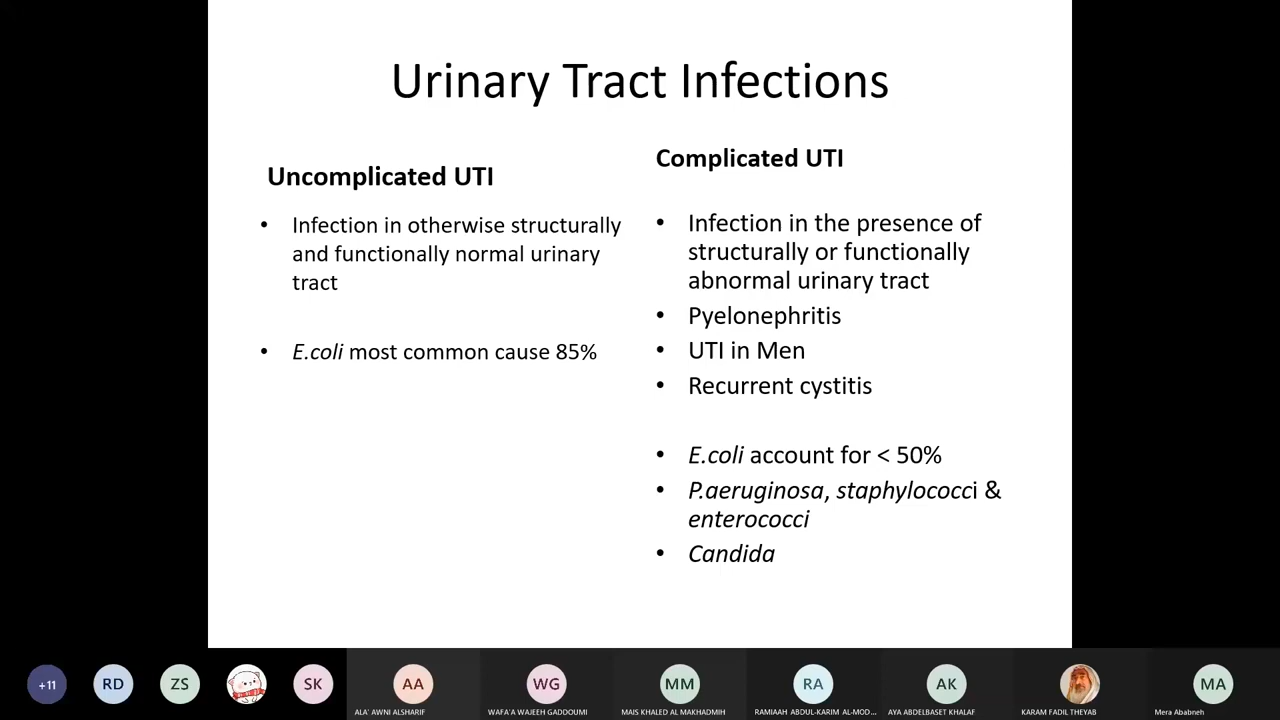 Urinary Tract Infections
Uncomplicated UTI
• Infection in otherwise structurally
and functionally normal urinary
tract
• E.coli most common cause 85%
Complicated UTI
• Infection in the presence of
structurally or functionally
abnormal urinary tract
• Pyelonephritis
• UTI in Men
• Recurrent cystitis
• E.coli account for < 50%
• P.aeruginosa, staphylococci &
enterococci
• Candida
+11
RD
ZS
SK
AA
WG
MM
RA
AK
MA
ALA' AWNI ALSHARIF
WAFA'A WAJEEH GADDOUMI
MAIS KHALED AL MAKHADMIH
RAMIAAH ABDUL-KARIM AL-MOD...
AYA ABDELBASET KHALAF
KARAM FADIL THEYAB
Mera Ababneh